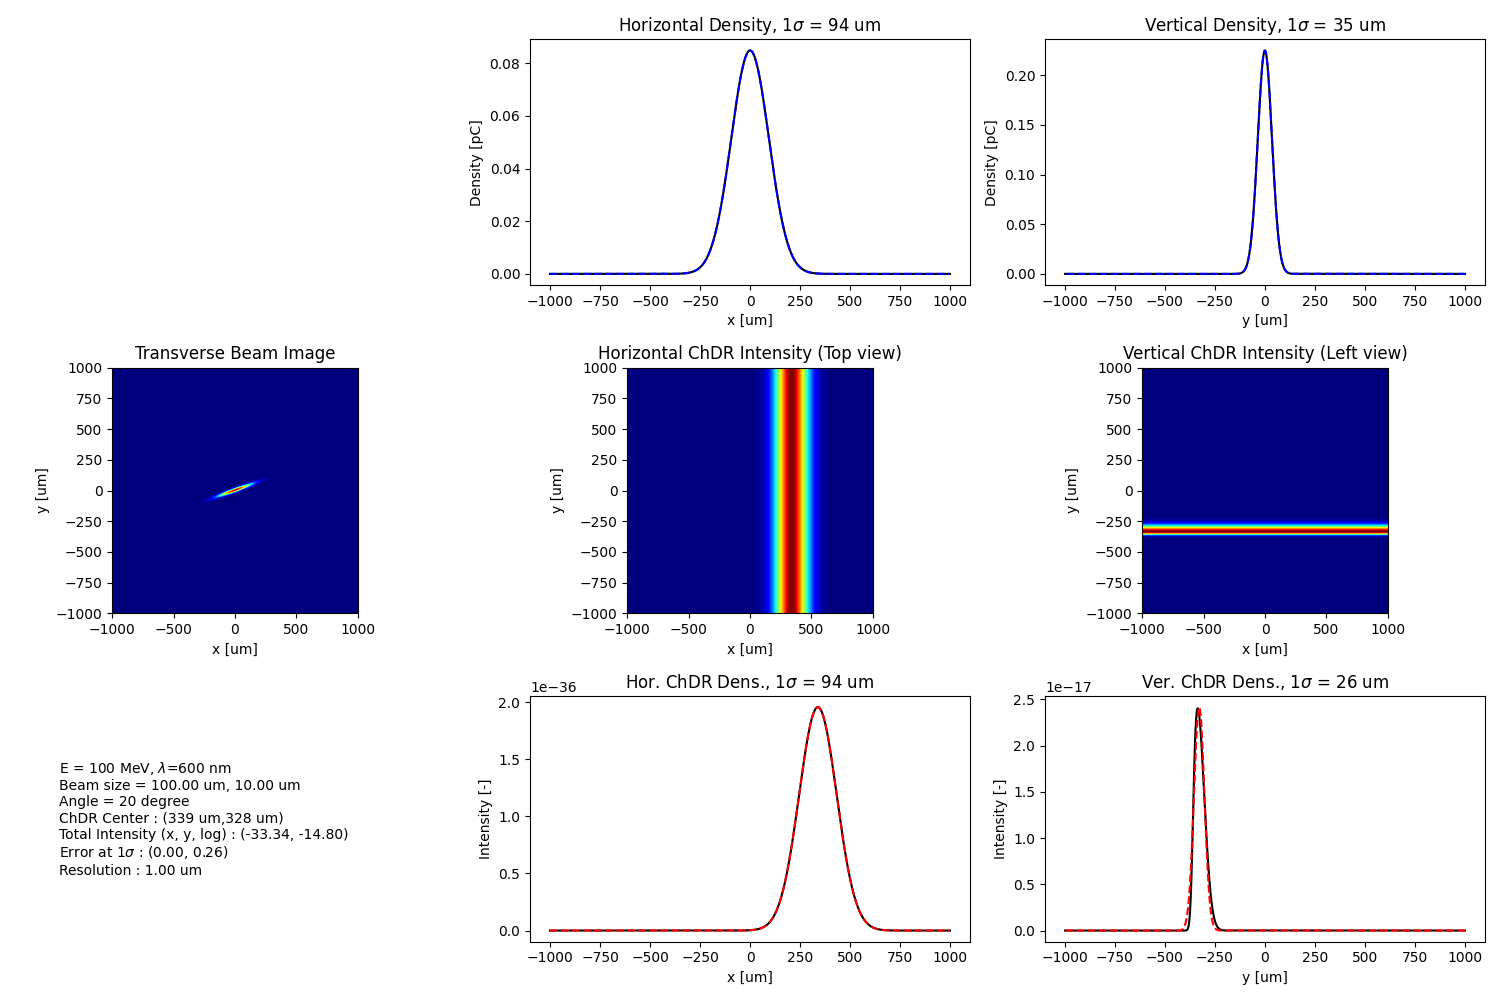 Horizontal Density, 1σ = 94 um
Density [pC]
0.08
0.06
0.04
0.02
0.00
−1000 −750 −500 −250 0 250 500 750 1000
x [um]
Vertical Density, 1σ = 35 um
Density [pC]
0.20
0.15
0.10
0.05
0.00
−1000 −750 −500 −250 0 250 500 750 1000
y [um]
Transverse Beam Image
y [um]
1000
750
500
250
0
−250
−500
−750
−1000
−1000 −500 0 500 1000
x [um]
Horizontal ChDR Intensity (Top view)
y [um]
1000
750
500
250
0
−250
−500
−750
−1000
−1000 −500 0 500 1000
x [um]
Vertical ChDR Intensity (Left view)
y [um]
1000
750
500
250
0
−250
−500
−750
−1000
−1000 −500 0 500 1000
x [um]
E = 100 MeV, λ=600 nm
Beam size = 100.00 um, 10.00 um
Angle = 20 degree
ChDR Center : (339 um,328 um)
Total Intensity (x, y, log) : (-33.34, -14.80)
Error at 1σ : (0.00, 0.26)
Resolution : 1.00 um
Hor. ChDR Dens., 1σ = 94 um
1e−36
Intensity [-]
2.0
1.5
1.0
0.5
0.0
−1000 −750 −500 −250 0 250 500 750 1000
x [um]
Ver. ChDR Dens., 1σ = 26 um
1e−17
Intensity [-]
2.5
2.0
1.5
1.0
0.5
0.0
−1000 −750 −500 −250 0 250 500 750 1000
y [um]